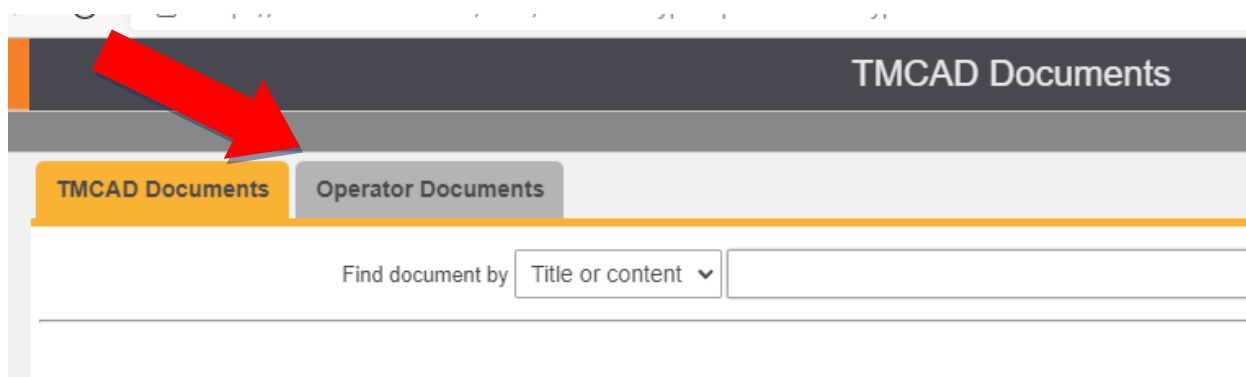 TMCAD Documents
TMCAD Documents Operator Documents
Find document by Title or content